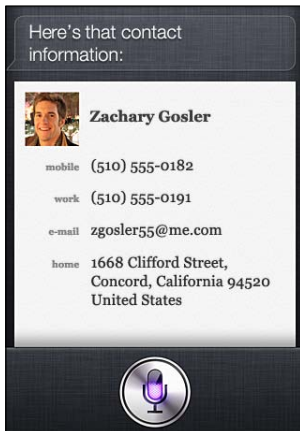 Here's that contact
information:
Zachary Gosler
mobile (510) 555-0182
work (510) 555-0191
e-mail zgosler55@me.com
home 1668 Clifford Street,
Concord, California 94520
United States